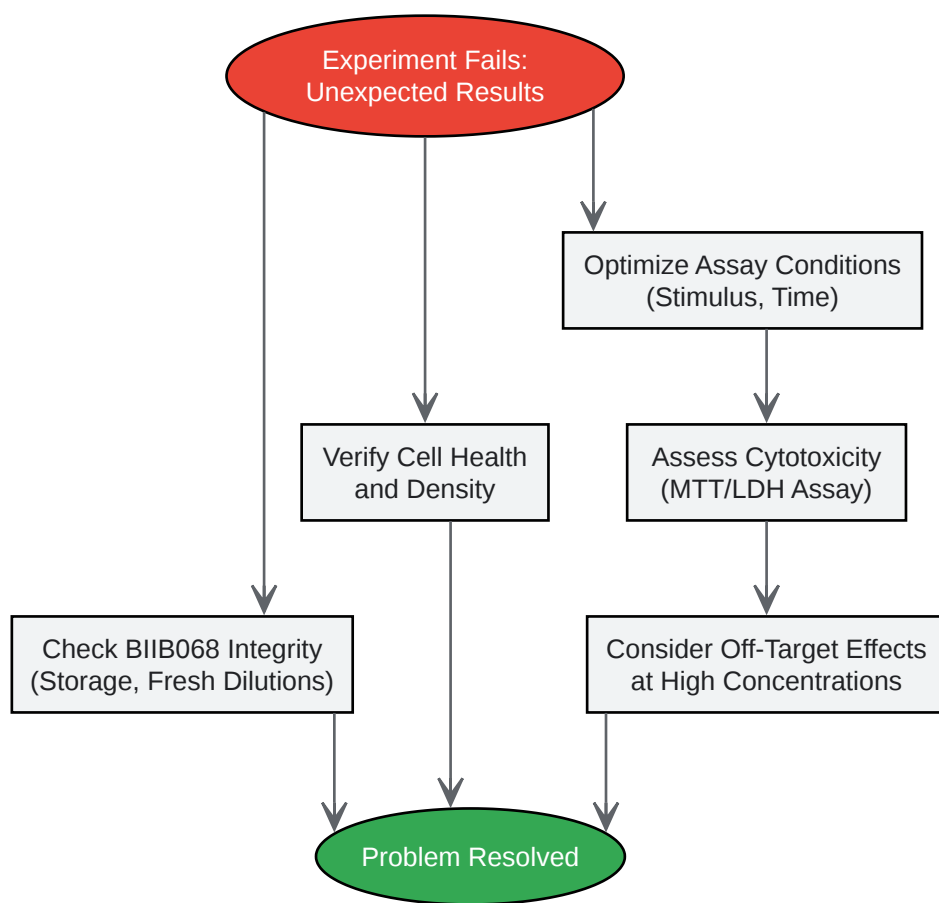 Experiment Fails:
Unexpected Results
Optimize Assay Conditions
(Stimulus, Time)
Verify Cell Health
and Density
Assess Cytotoxicity
(MTT/LDH Assay)
Check BIIB068 Integrity
(Storage, Fresh Dilutions)
Consider Off-Target Effects
at High Concentrations
Problem Resolved